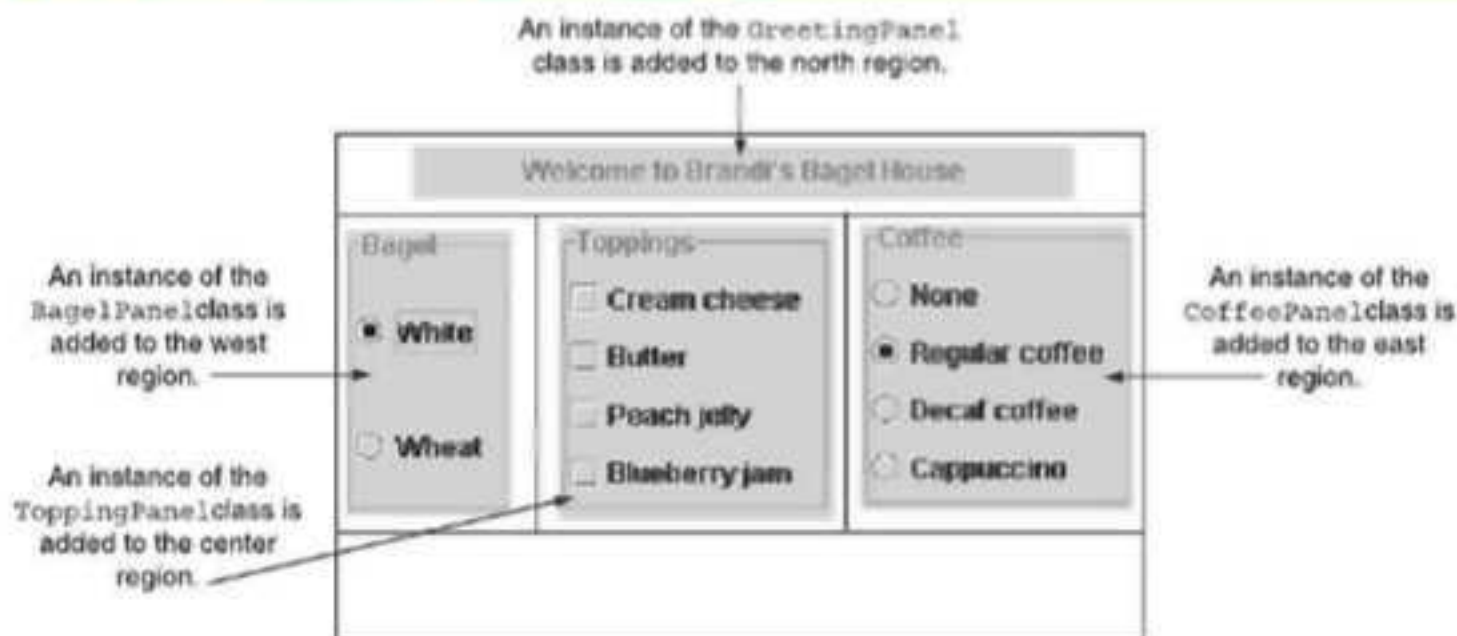 An instance of the GreetingPanel
class is added to the north region.
Welcome to Brandi's Bagel House
An instance of the
BagelPanelclass is
added to the west
region.
Bagel
White
Wheat
Toppings
Cream cheese
Butter
Peach jelly
Blueberry jam
Coffee
None
Regular coffee
Decaf coffee
Cappuccino
An instance of the
CoffeePanelclass is
added to the east
region.
An instance of the
ToppingPanelclass is
added to the center
region.